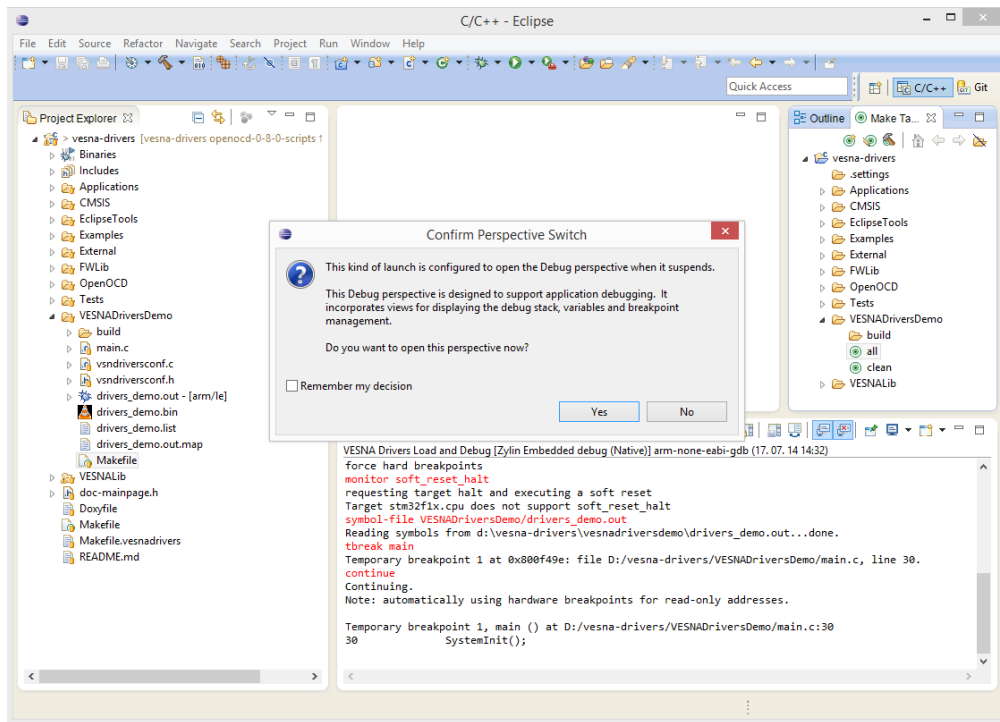 C/C++ - Eclipse
File Edit Source Refactor Navigate Search Project Run Window Help
Quick Access
C/C++
Git
Project Explorer
> vesna-drivers [vesna-drivers openocd-0-8-0-scripts
Binaries
Includes
Applications
CMSIS
EclipseTools
Examples
External
FWLib
OpenOCD
Tests
VESNADriversDemo
build
main.c
vsndriversconf.c
vsndriversconf.h
drivers_demo.out - [arm/le]
drivers_demo.bin
drivers_demo.list
drivers_demo.out.map
Makefile
VESNALib
doc-mainpage.h
Doxyfile
Makefile
Makefile.vesnadrivers
README.md
Confirm Perspective Switch
This kind of launch is configured to open the Debug perspective when it suspends.
This Debug perspective is designed to support application debugging. It
incorporates views for displaying the debug stack, variables and breakpoint
management.
Do you want to open this perspective now?
Remember my decision
Yes
No
Outline
Make Ta...
vesna-drivers
.settings
Applications
CMSIS
EclipseTools
Examples
External
FWLib
OpenOCD
Tests
VESNADriversDemo
build
all
clean
VESNALib
VESNA Drivers Load and Debug [Zylin Embedded debug (Native)] arm-none-eabi-gdb (17. 07. 14 14:32)
force hard breakpoints
monitor soft_reset_halt
requesting target halt and executing a soft reset
Target stm32f1x.cpu does not support soft_reset_halt
symbol-file VESNADriversDemo/drivers_demo.out
Reading symbols from d:\vesna-drivers\vesnadriversdemo\drivers_demo.out...done.
tbreak main
Temporary breakpoint 1 at 0x800f49e: file D:/vesna-drivers/VESNADriversDemo/main.c, line 30.
continue
Continuing.
Note: automatically using hardware breakpoints for read-only addresses.
Temporary breakpoint 1, main () at D:/vesna-drivers/VESNADriversDemo/main.c:30
30 SystemInit();